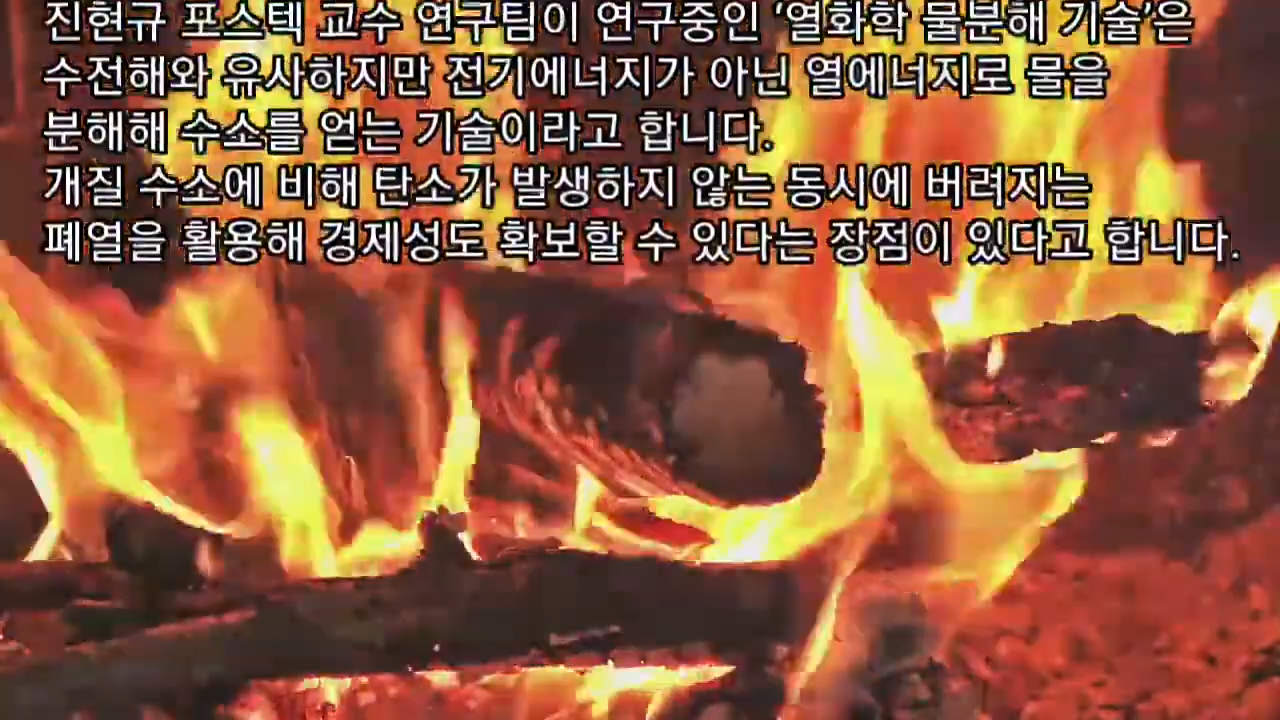 진현규 포스텍 교수 연구팀이 연구중인 '열화학 물분해 기술'은
수전해와 유사하지만 전기에너지가 아닌 열에너지로 물을
분해해 수소를 얻는 기술이라고 합니다.
개질 수소에 비해 탄소가 발생하지 않는 동시에 버려지는
폐열을 활용해 경제성도 확보할 수 있다는 장점이 있다고 합니다.